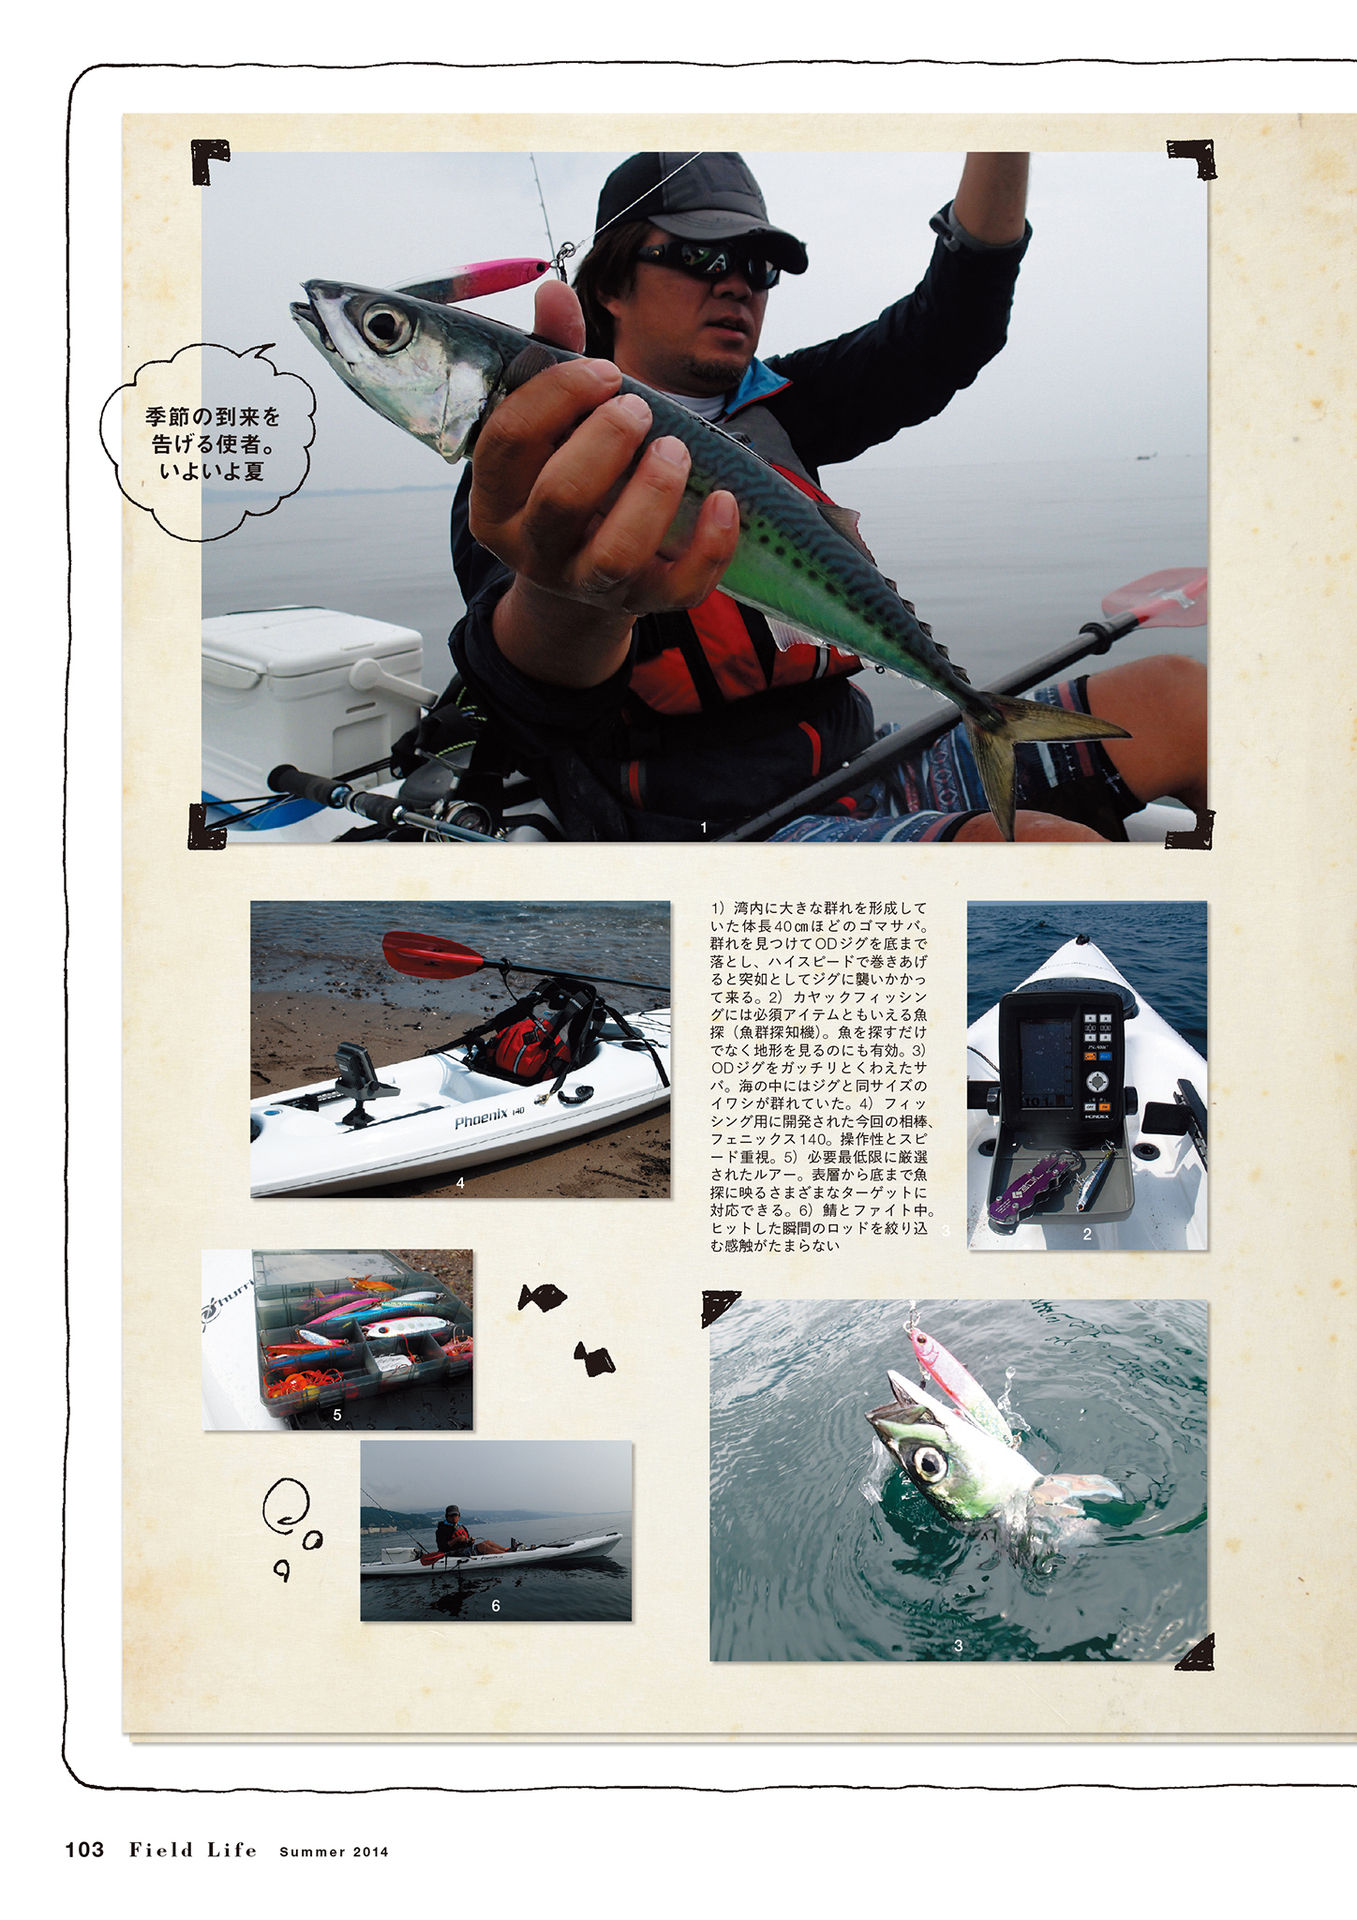 季節の到来を
告げる使者。
いよいよ夏
1
1）湾内に大きな群れを形成して
いた体長40㎝ほどのゴマサバ。
群れを見つけてODジグを底まで
落とし、ハイスピードで巻きあげ
ると突如としてジグに襲いかかっ
て来る。2）カヤックフィッシン
グには必須アイテムともいえる魚
探（魚群探知機）。魚を探すだけ
でなく地形を見るのにも有効。3）
ODジグをガッチリとくわえたサ
バ。海の中にはジグと同サイズの
イワシが群れていた。4）フィッ
シング用に開発された今回の相棒、
フェニックス140。操作性とスピ
ード重視。5）必要最低限に厳選
されたルアー。表層から底まで魚
探に映るさまざまなターゲットに
対応できる。6）鯖とファイト中。
ヒットした瞬間のロッドを絞り込
む感触がたまらない
3
Phoenix 140
4
HONDEX
2
5
6
3
103 Field Life Summer 2014